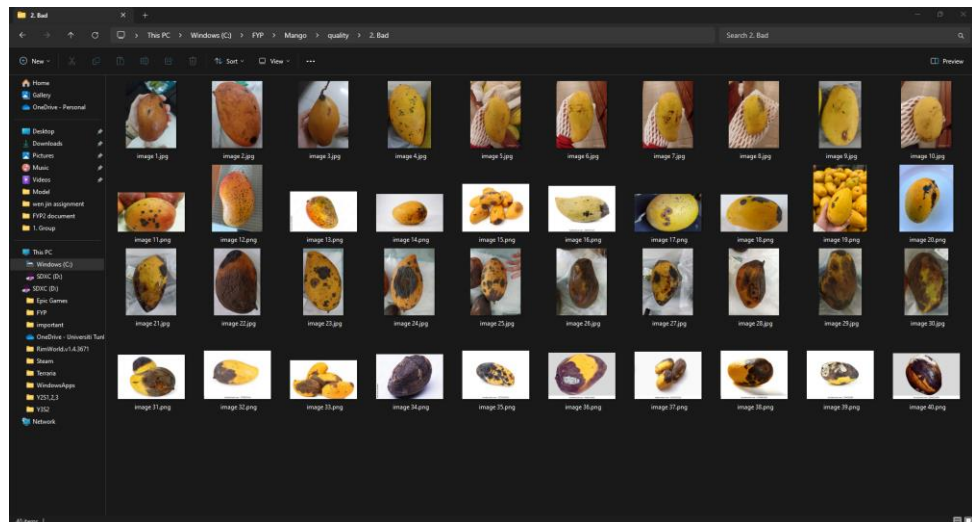 2. Bad
This PC > Windows (C:) > FYP > Mango > quality > 2. Bad
Search 2. Bad
New
Sort
View
Preview
Home
Gallery
OneDrive - Personal
Desktop
Downloads
Pictures
Music
Videos
Model
wen jin assignment
FYP2 document
1. Group
This PC
Windows (C:)
SDXC (D:)
SDXC (D:)
Epic Games
FYP
important
OneDrive - Universiti Tunl
RimWorld.v1.4.3671
Steam
Terraria
WindowsApps
Y2S1,2,3
Y3S2
Network
image 1.jpg image 2.jpg image 3.jpg image 4.jpg image 5.jpg image 6.jpg image 7.jpg image 8.jpg image 9.jpg image 10.jpg
image 11.png image 12.png image 13.png image 14.png image 15.png image 16.png image 17.png image 18.png image 19.png image 20.png
image 21.jpg image 22.jpg image 23.jpg image 24.jpg image 25.jpg image 26.jpg image 27.jpg image 28.jpg image 29.jpg image 30.jpg
image 31.png image 32.png image 33.png image 34.png image 35.png image 36.png image 37.png image 38.png image 39.png image 40.png
40 items